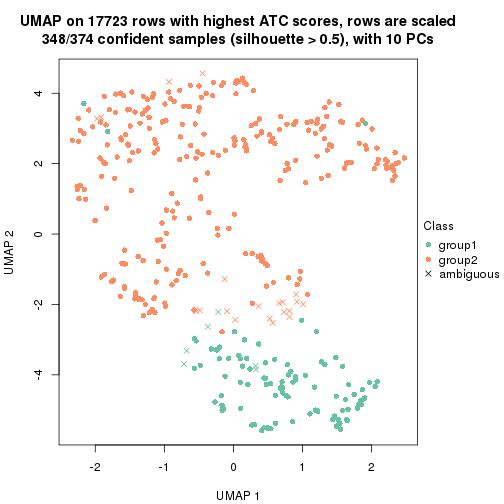 UMAP on 17723 rows with highest ATC scores, rows are scaled
348/374 confident samples (silhouette > 0.5), with 10 PCs
4
2
0
-2
-4
UMAP 2
-2
-1
0
1
2
UMAP 1
Class
group1
group2
ambiguous